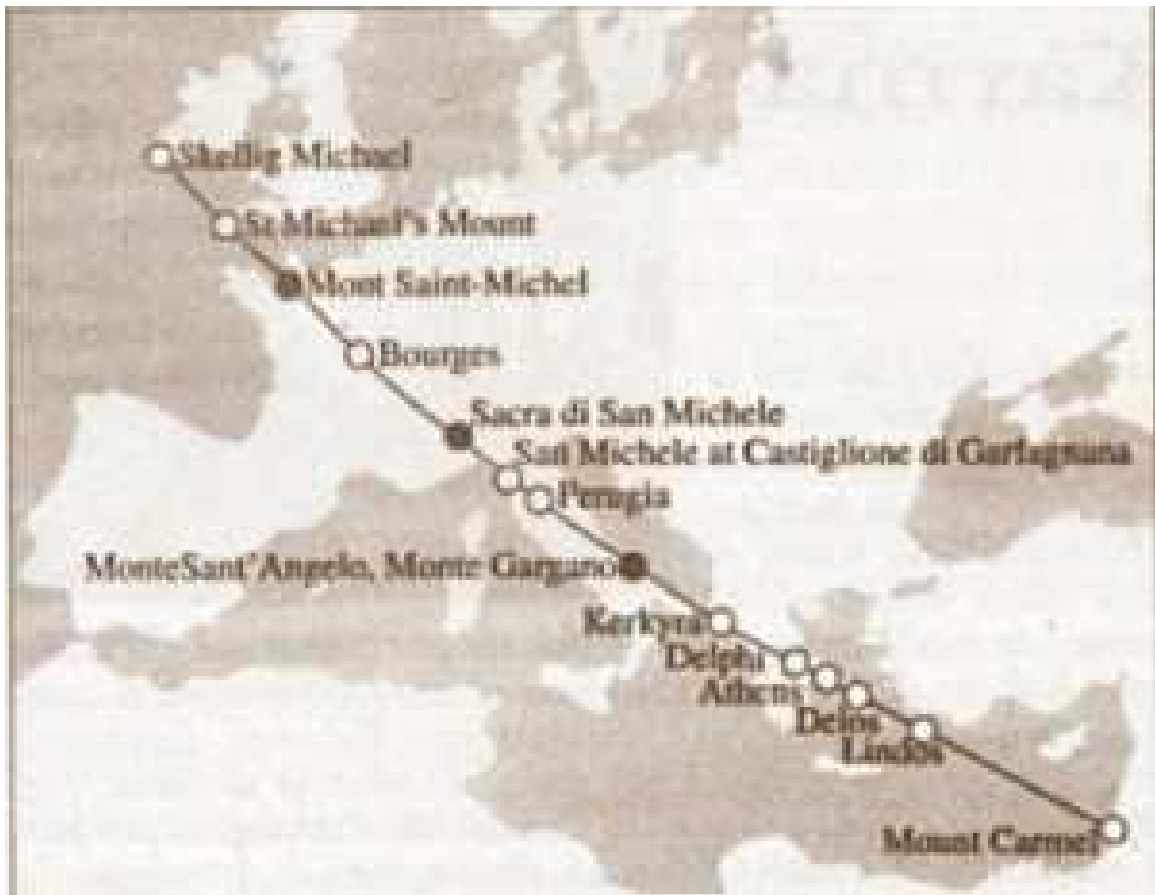 Skellig Michael
St Michael's Mount
Mont Saint-Michel
Bourges
Sacra di San Michele
San Michele at Castiglione di Garfagnana
Perugia
MonteSant'Angelo, Monte Gargano
Kerkyra
Delphi
Athens
Delos
Lindos
Mount Carmel